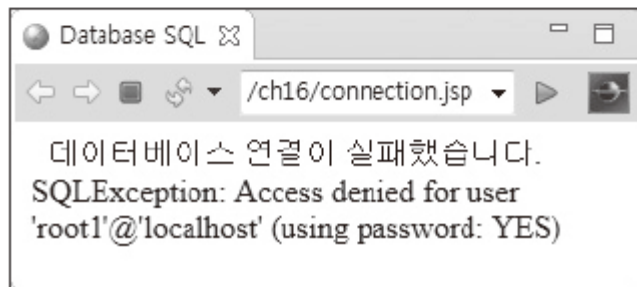 Database SQL
/ch16/connection.jsp
데이터베이스 연결이 실패했습니다.
SQLException: Access denied for user
'root1'@'localhost' (using password: YES)